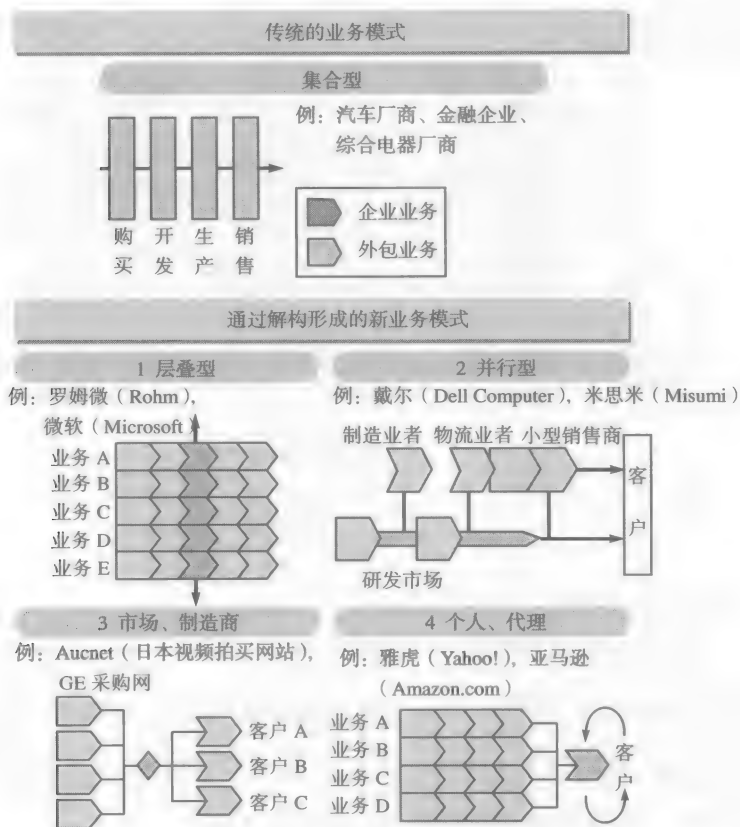 传统的业务模式
集合型
例：汽车厂商、金融企业、
综合电器厂商
购买
开发
生产
销售
企业业务
外包业务
通过解构形成的新业务模式
1 层叠型
例：罗姆微（Rohm），
微软（Microsoft
业务 A
业务 B
业务 C
业务 D
业务 E
2 并行型
例：戴尔（Dell Computer），米思米（Misumi）
制造业者 物流业者 小型销售商
客户
研发市场
3 市场、制造商
例：Aucnet（日本视频拍买网站），
GE 采购网
客户 A
客户 B
客户 C
4 个人、代理
例：雅虎（Yahoo!），亚马逊
（Amazon.com）
业务 A
业务 B
业务 C
业务 D
客户